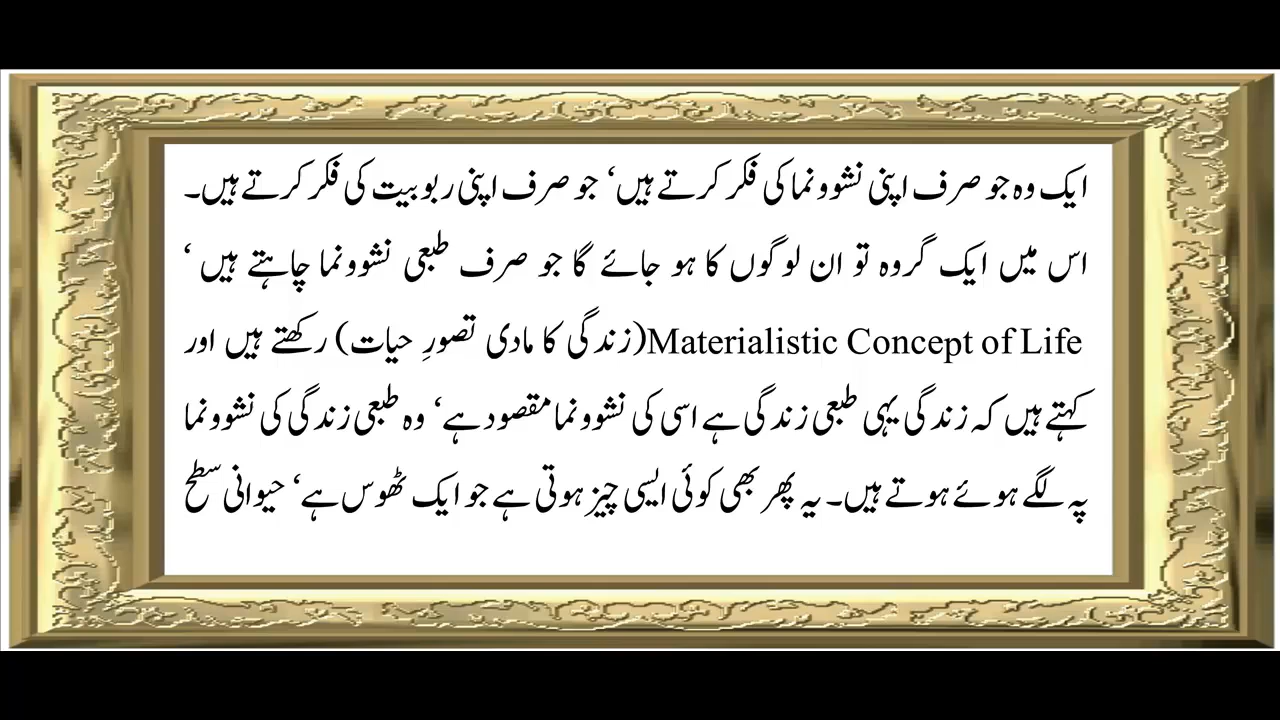 ایک وہ جو صرف اپنی نشوونما کی فکر کرتے ہیں‘ جو صرف اپنی ربوبیت کی فکر کرتے ہیں۔
اس میں ایک گروہ تو ان لوگوں کا ہو جائے گا جو صرف طبعی نشوونما چاہتے ہیں‘
Materialistic Concept of Life(زندگی کا مادی تصورِ حیات) رکھتے ہیں اور
کہتے ہیں کہ زندگی یہی طبعی زندگی ہے اسی کی نشوونما مقصود ہے‘ وہ طبعی زندگی کی نشوونما
پہ لگے ہوئے ہوتے ہیں۔ یہ پھر بھی کوئی ایسی چیز ہوتی ہے جو ایک ٹھوس ہے‘ حیوانی سطح